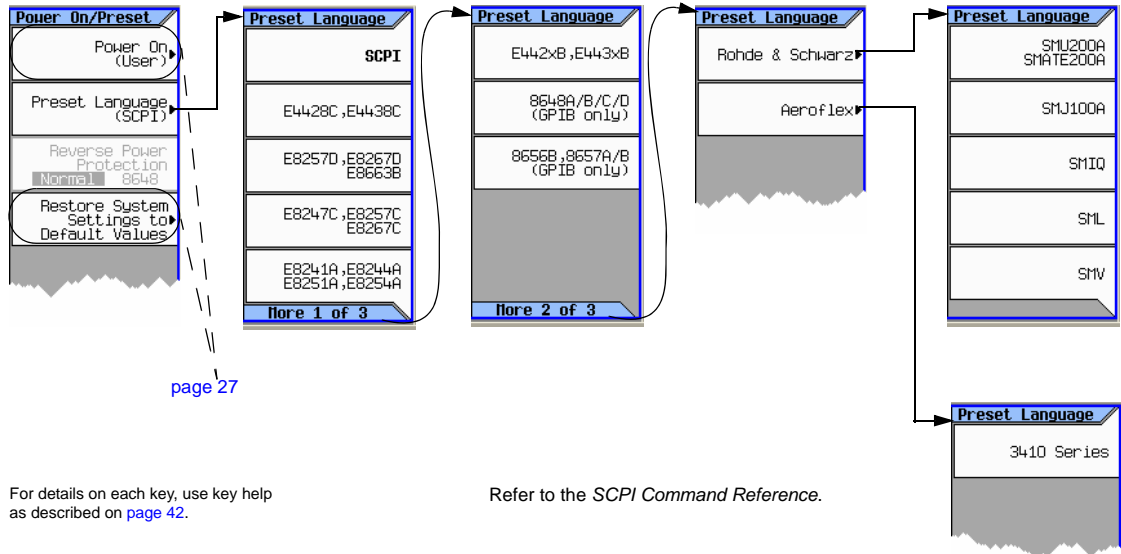 Power On/Preset
Power On
(User)
Preset Language
(SCPI)
Reverse Power
Protection
Normal 8648
Restore System
Settings to
Default Values
page 27
Preset Language
SCPI
E4428C,E4438C
E8257D,E8267D
E8663B
E8247C,E8257C
E8267C
E8241A,E8244A
E8251A,E8254A
More 1 of 3
Preset Language
E442xB,E443xB
8648A/B/C/D
(GPIB only)
8656B,8657A/B
(GPIB only)
More 2 of 3
Preset Language
Rohde & Schwarz
Aeroflex
Preset Language
SMU200A
SMATE200A
SMJ100A
SMIQ
SML
SMV
Preset Language
3410 Series
For details on each key, use key help
as described on page 42.
Refer to the SCPI Command Reference.